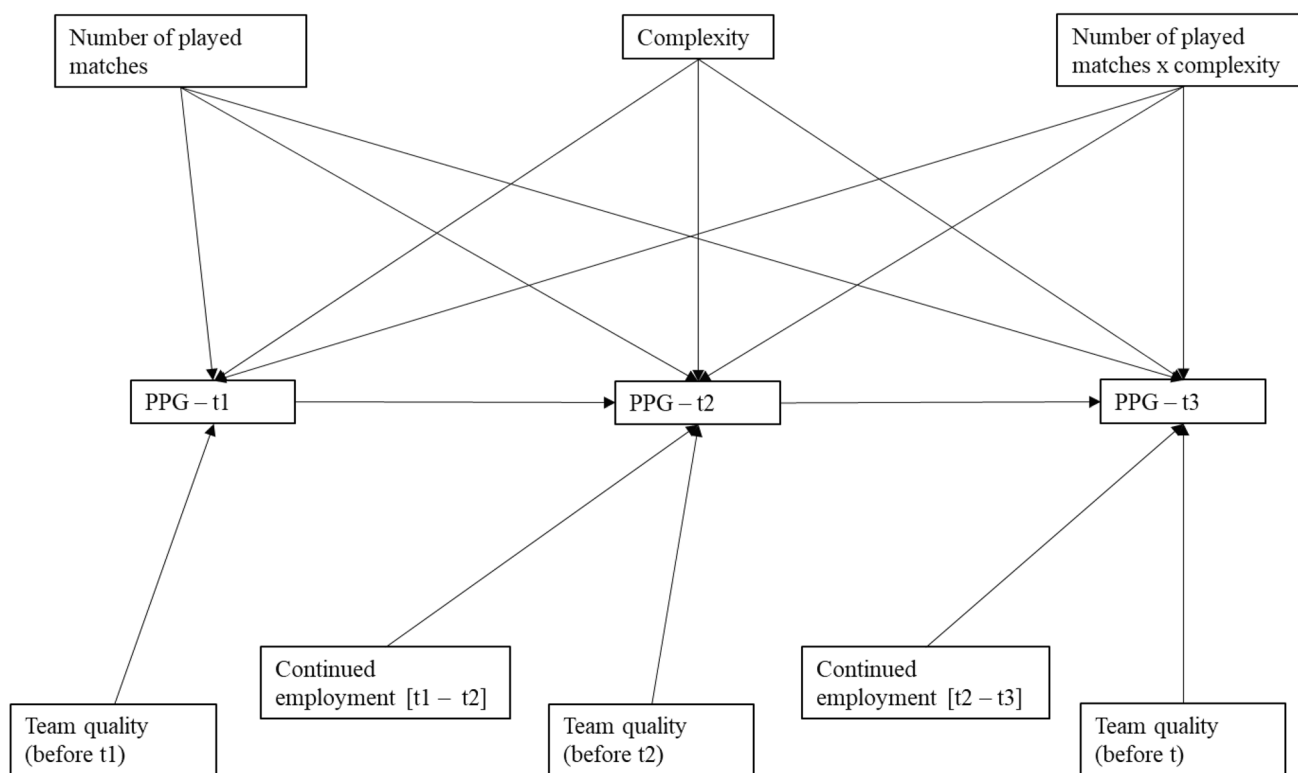 Number of played
matches
Complexity
Number of played
matches x complexity
PPG – t1
PPG – t2
PPG – t3
Continued
employment [t1 – t2]
Continued
employment [t2 – t3]
Team quality
(before t1)
Team quality
(before t2)
Team quality
(before t)